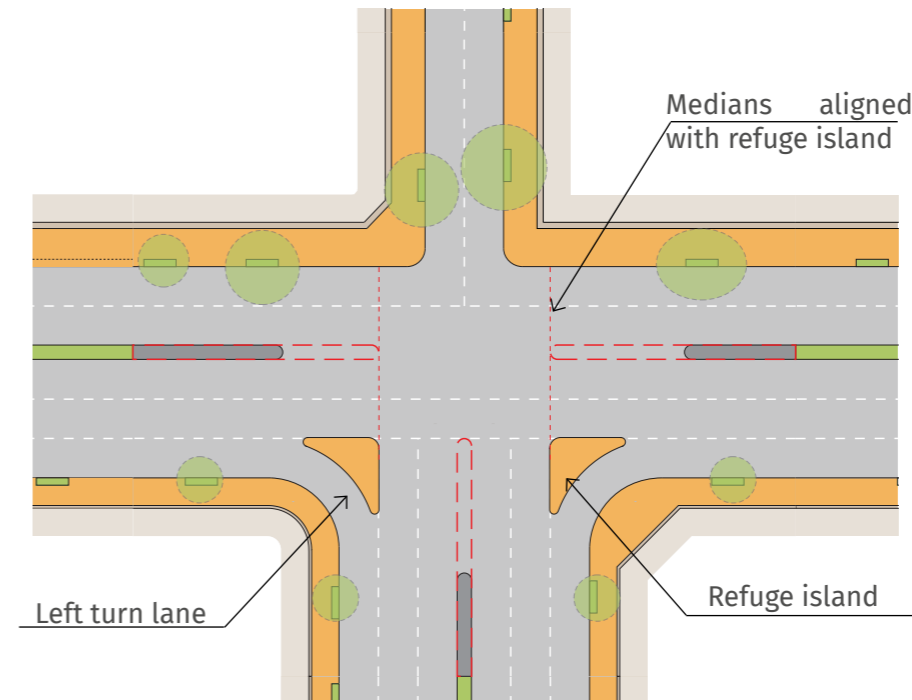 Medians aligned
with refuge island
Left turn lane
Refuge island